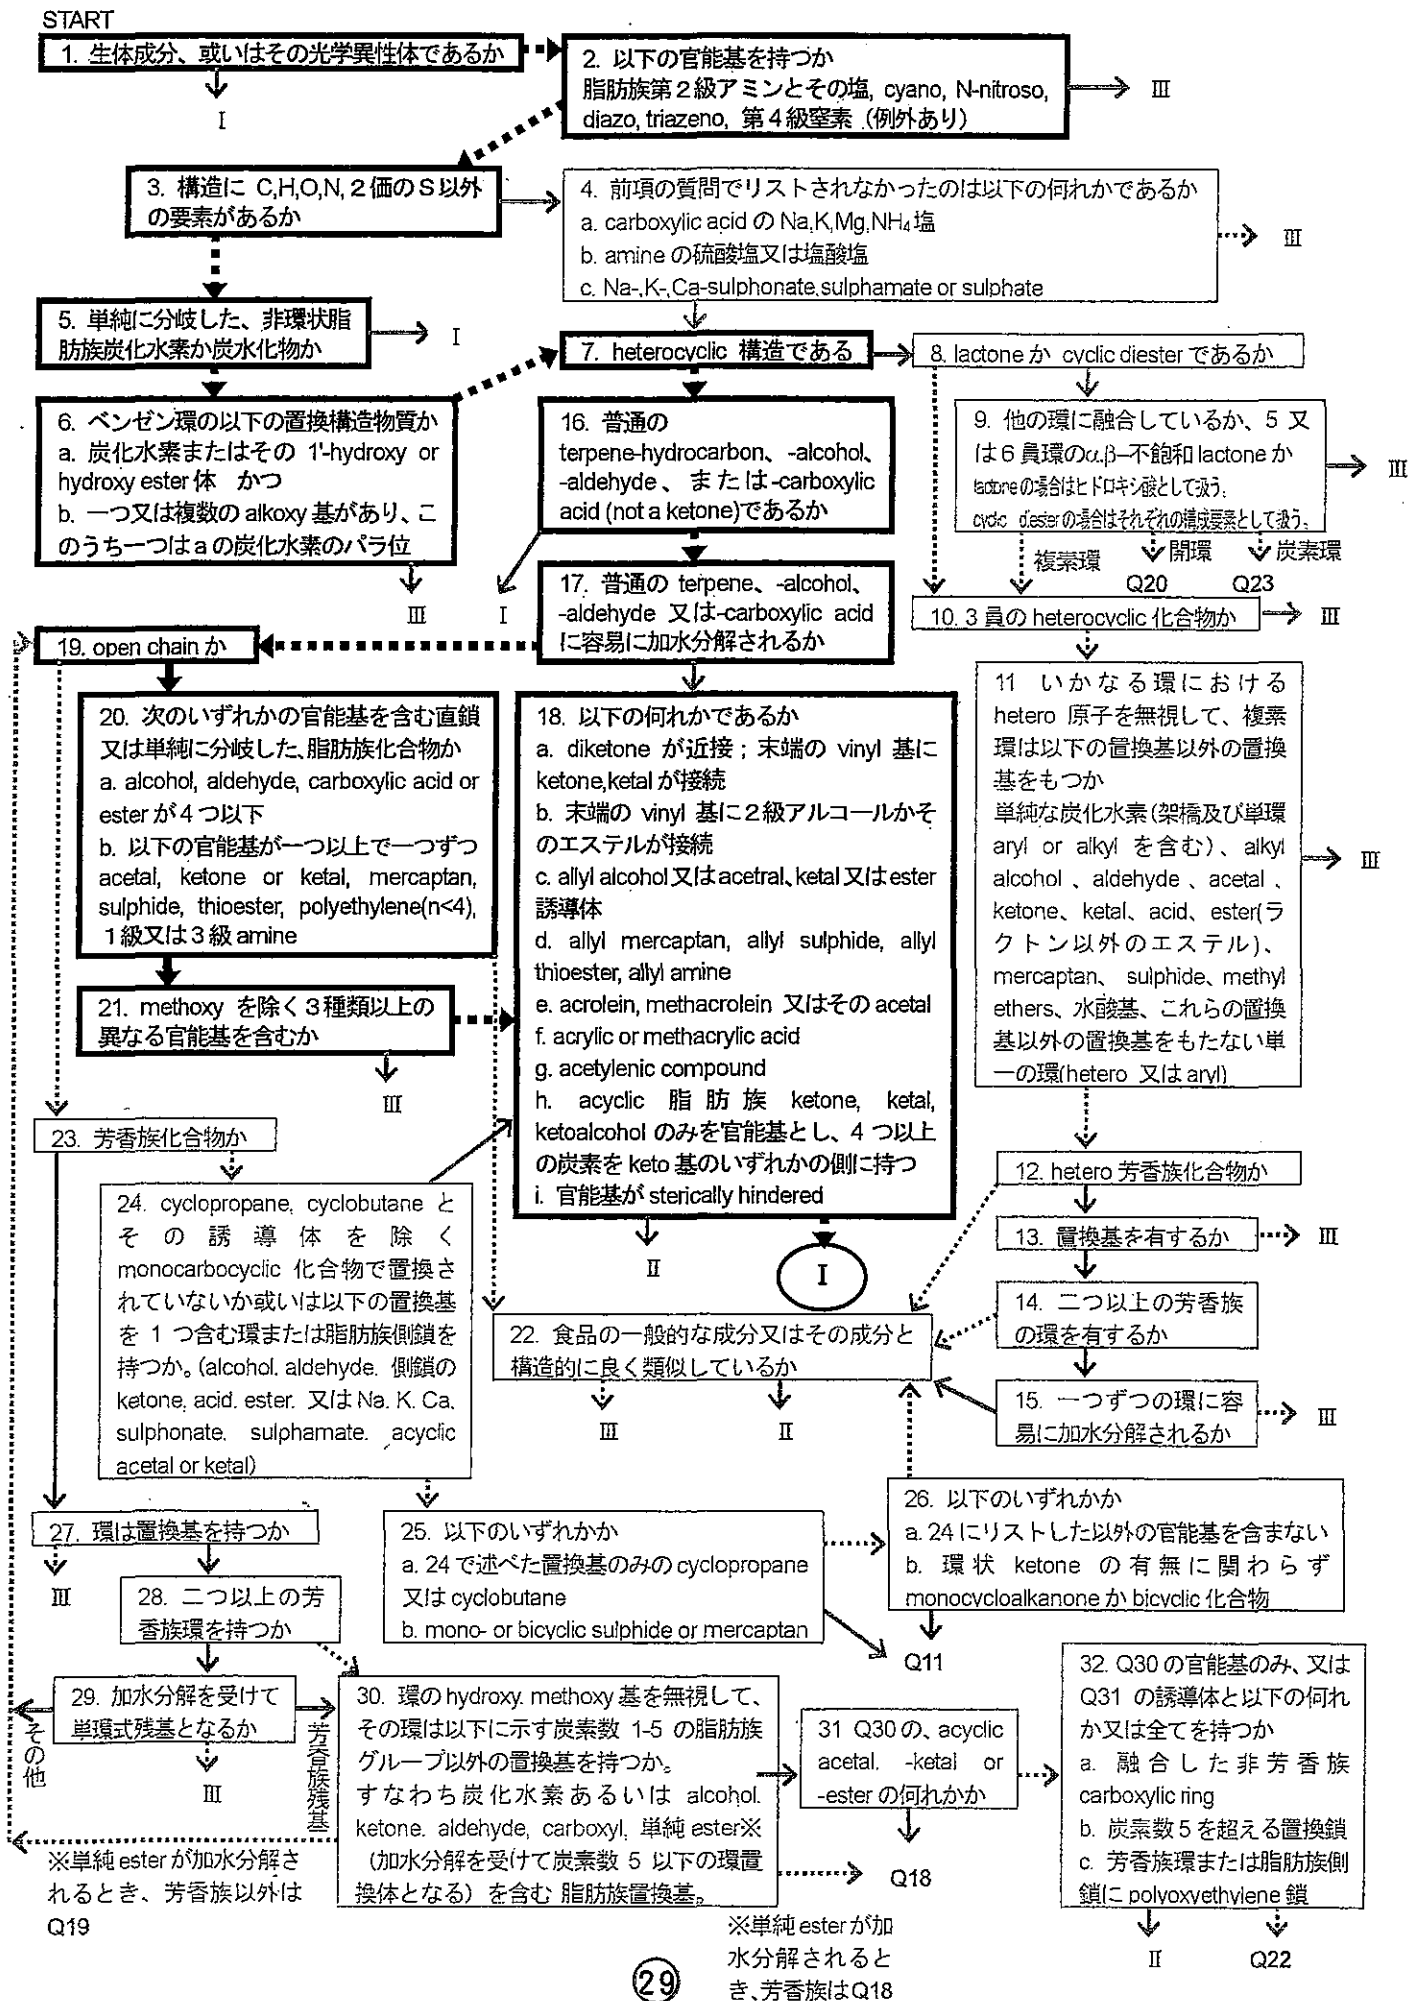 START
1. 生体成分、或いはその光学異性体であるか
I
2. 以下の官能基を持つか
脂肪族第2級アミンとその塩, cyano, N-nitroso,
diazo, triazeno, 第4級窒素 (例外あり)
III
3. 構造に C,H,O,N, 2価のS以外
の要素があるか
4. 前項の質問でリストされなかったのは以下の何れかであるか
a. carboxylic acid の Na,K,Mg,NH4塩
b. amine の硫酸塩又は塩酸塩
c. Na-,K-,Ca-sulphonate,sulphamate or sulphate
III
5. 単純に分岐した、非環状脂
肪族炭化水素か炭水化物か
I
7. heterocyclic 構造である
8. lactone か cyclic diester であるか
6. ベンゼン環の以下の置換構造物質か
a. 炭化水素またはその 1'-hydroxy or
hydroxy ester 体 かつ
b. 一つ又は複数の alkoxy 基があり、こ
のうち一つは a の炭化水素のパラ位
III
16. 普通の
terpene-hydrocarbon、-alcohol、
-aldehyde、または-carboxylic
acid (not a ketone)であるか
I
9. 他の環に融合しているか、5 又
は 6 員環のα,β–不飽和 lactone か
lactoneの場合はヒドロキシ酸として扱う。
cyclic diesterの場合はそれぞれの構成要素として扱う。
III
複素環
開環
炭素環
Q20
Q23
17. 普通の terpene、-alcohol、
-aldehyde 又は-carboxylic acid
に容易に加水分解されるか
10. 3 員の heterocyclic 化合物か
III
19. open chain か
20. 次のいずれかの官能基を含む直鎖
又は単純に分岐した、脂肪族化合物か
a. alcohol, aldehyde, carboxylic acid or
ester が 4 つ以下
b. 以下の官能基が一つ以上で一つずつ
acetal, ketone or ketal, mercaptan,
sulphide, thioester, polyethylene(n<4),
1級又は3級 amine
18. 以下の何れかであるか
a. diketone が近接；末端の vinyl 基に
ketone,ketal が接続
b. 末端の vinyl 基に2級アルコールかそ
のエステルが接続
c. allyl alcohol 又は acetral、ketal 又は ester
誘導体
d. allyl mercaptan, allyl sulphide, allyl
thioester, allyl amine
e. acrolein, methacrolein 又はその acetal
f. acrylic or methacrylic acid
g. acetylenic compound
h. acyclic 脂肪族 ketone, ketal,
ketoalcohol のみを官能基とし、4 つ以上
の炭素を keto 基のいずれかの側に持つ
i. 官能基が sterically hindered
II
I
11 いかなる環における
hetero 原子を無視して、複素
環は以下の置換基以外の置換
基をもつか
単純な炭化水素(架橋及び単環
aryl or alkyl を含む)、alkyl
alcohol、aldehyde、acetal、
ketone、ketal、acid、ester(ラ
クトン以外のエステル)、
mercaptan、sulphide、methyl
ethers、水酸基、これらの置換
基以外の置換基をもたない単
一の環(hetero 又は aryl)
III
21. methoxy を除く3種類以上の
異なる官能基を含むか
III
23. 芳香族化合物か
12. hetero 芳香族化合物か
13. 置換基を有するか
III
24. cyclopropane, cyclobutane と
その誘導体を除く
monocarbocyclic 化合物で置換さ
れていないか或いは以下の置換基
を 1 つ含む環または脂肪族側鎖を
持つか。(alcohol. aldehyde. 側鎖の
ketone, acid. ester. 又は Na. K. Ca.
sulphonate. sulphamate. acyclic
acetal or ketal)
14. 二つ以上の芳香族
の環を有するか
22. 食品の一般的な成分又はその成分と
構造的に良く類似しているか
III
II
15. 一つずつの環に容
易に加水分解されるか
III
27. 環は置換基を持つか
III
25. 以下のいずれかか
a. 24 で述べた置換基のみの cyclopropane
又は cyclobutane
b. mono- or bicyclic sulphide or mercaptan
26. 以下のいずれかか
a. 24 にリストした以外の官能基を含まない
b. 環状 ketone の有無に関わらず
monocycloalkanone か bicyclic 化合物
Q11
28. 二つ以上の芳
香族環を持つか
29. 加水分解を受けて
単環式残基となるか
その他
芳香族残基
III
30. 環の hydroxy. methoxy 基を無視して、
その環は以下に示す炭素数 1-5 の脂肪族
グループ以外の置換基を持つか。
すなわち炭化水素あるいは alcohol.
ketone. aldehyde, carboxyl, 単純 ester※
(加水分解を受けて炭素数 5 以下の環置
換体となる) を含む 脂肪族置換基。
31 Q30 の、acyclic
acetal. -ketal or
-ester の何れかか
Q18
32. Q30 の官能基のみ、又は
Q31 の誘導体と以下の何れ
か又は全てを持つか
a. 融合した非芳香族
carboxylic ring
b. 炭素数 5 を超える置換鎖
c. 芳香族環または脂肪族側
鎖に polyoxyethylene 鎖
II
Q22
※単純 ester が加水分解さ
れるとき、芳香族以外は
Q19
※単純 ester が加
水分解されると
き、芳香族はQ18
29